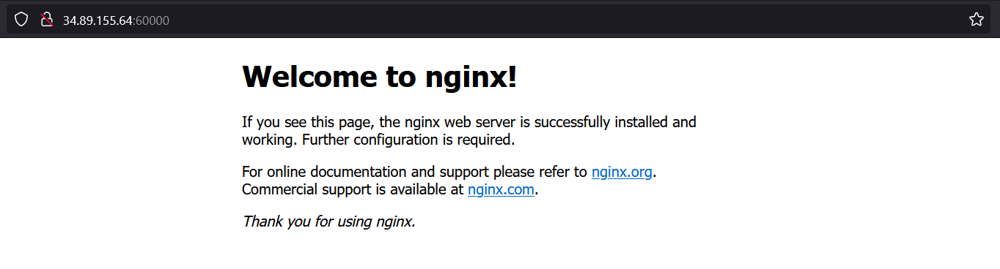 34.89.155.64:60000
Welcome to nginx!
If you see this page, the nginx web server is successfully installed and
working. Further configuration is required.
For online documentation and support please refer to nginx.org.
Commercial support is available at nginx.com.
Thank you for using nginx.